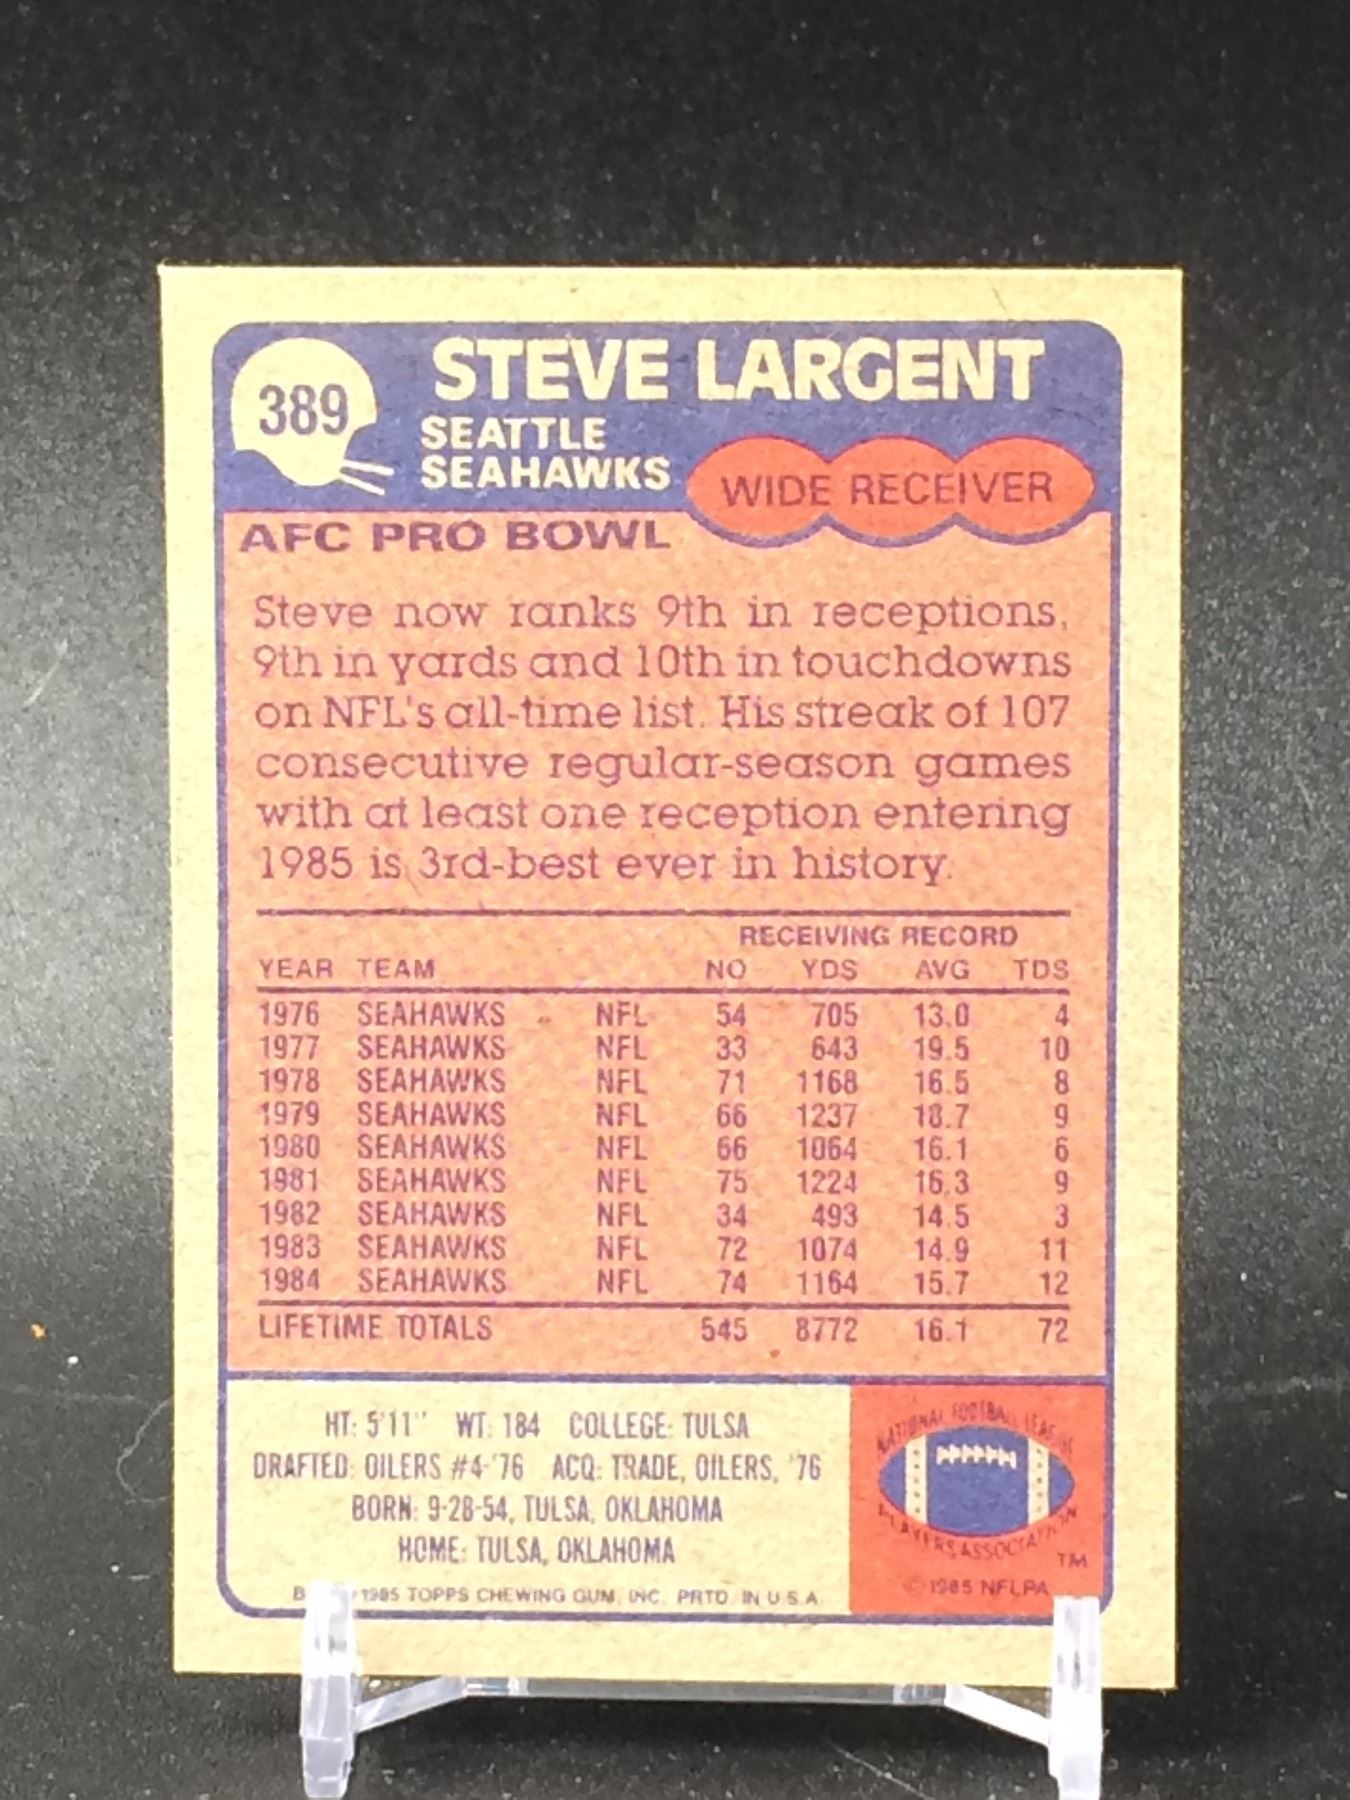 389
STEVE LARGENT
SEATTLE
SEAHAWKS
WIDE RECEIVER
AFC PRO BOWL
Steve now ranks 9th in receptions,
9th in yards and 10th in touchdowns
on NFL's all-time list. His streak of 107
consecutive regular-season games
with at least one reception entering
1985 is 3rd-best ever in history.
RECEIVING RECORD
YEAR TEAM NO YDS AVG TDS
1976 SEAHAWKS NFL 54 705 13.0 4
1977 SEAHAWKS NFL 33 643 19.5 10
1978 SEAHAWKS NFL 71 1168 16.5 8
1979 SEAHAWKS NFL 66 1237 18.7 9
1980 SEAHAWKS NFL 66 1064 16.1 6
1981 SEAHAWKS NFL 75 1224 16.3 9
1982 SEAHAWKS NFL 34 493 14.5 3
1983 SEAHAWKS NFL 72 1074 14.9 11
1984 SEAHAWKS NFL 74 1164 15.7 12
LIFETIME TOTALS 545 8772 16.1 72
HT: 5'11" WT: 184 COLLEGE: TULSA
DRAFTED: OILERS #4-'76 ACQ: TRADE, OILERS, '76
BORN: 9-28-54, TULSA, OKLAHOMA
HOME: TULSA, OKLAHOMA
1985 TOPPS CHEWING GUM, INC. PRTD. IN U.S.A.
NATIONAL FOOTBALL LEAGUE
PLAYERS ASSOCIATION
TM
© 1985 NFLPA